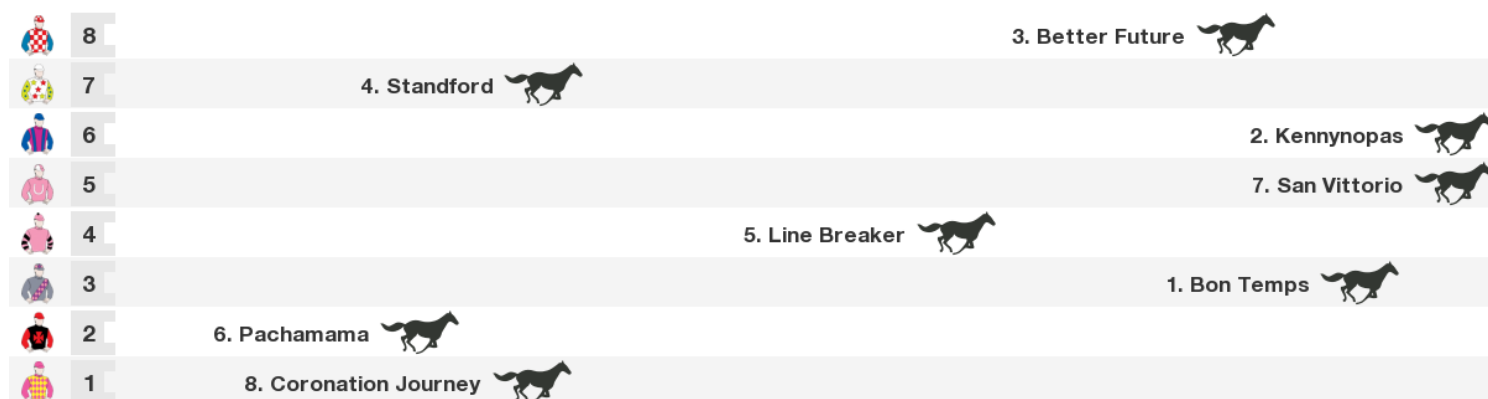 8 3. Better Future
7 4. Standford
6 2. Kennynopas
5 7. San Vittorio
4 5. Line Breaker
3 1. Bon Temps
2 6. Pachamama
1 8. Coronation Journey